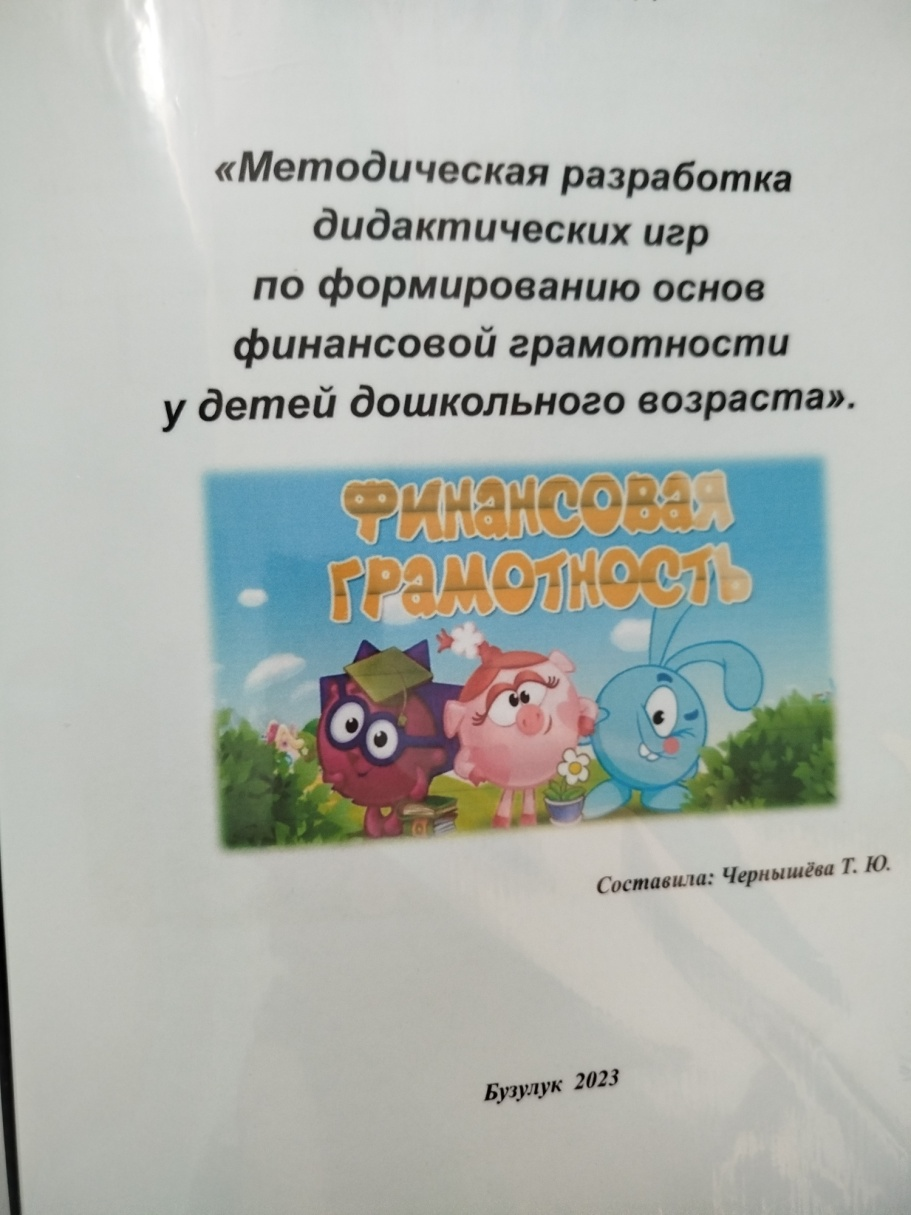 «Методическая разработка
дидактических игр
по формированию основ
финансовой грамотности
у детей дошкольного возраста».
Финансовая
грамотность
Составила: Чернышёва Т. Ю.
Бузулук 2023